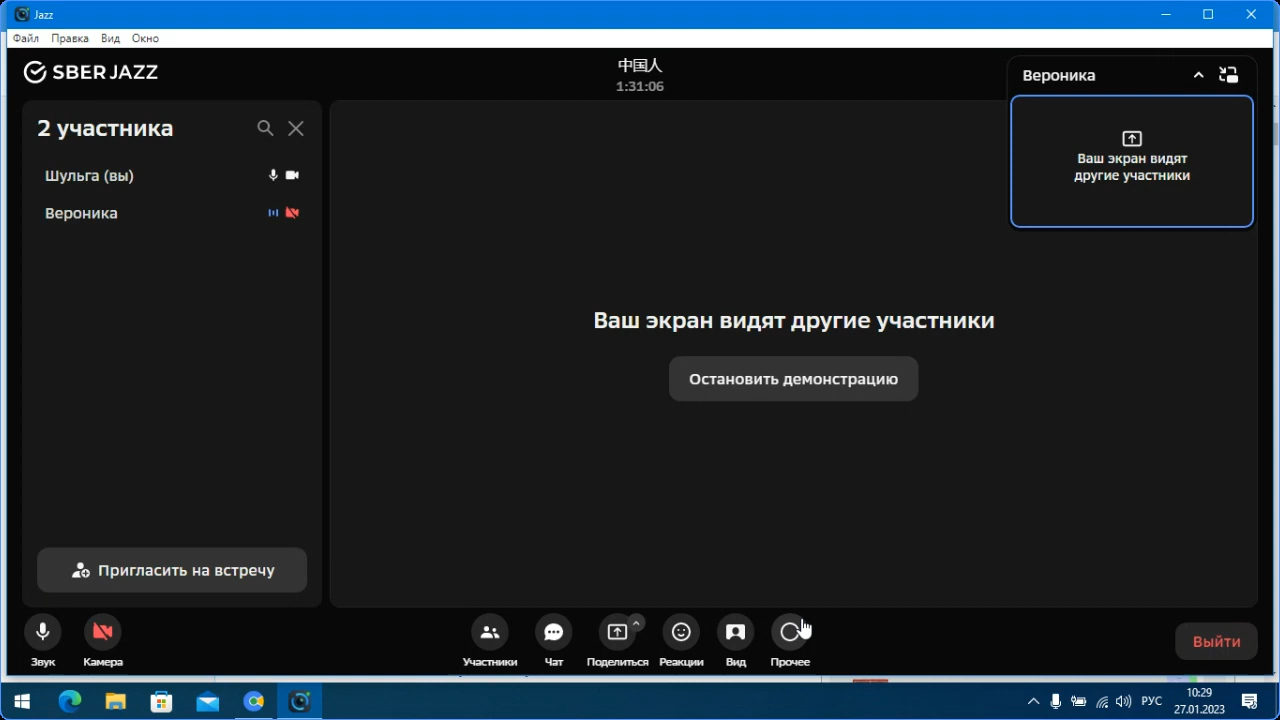 Jazz
Файл Правка Вид Окно
SBER JAZZ
中国人
1:31:06
Вероника
2 участника
Шульга (вы)
Вероника
Ваш экран видят
другие участники
Ваш экран видят другие участники
Остановить демонстрацию
Пригласить на встречу
Звук Камера Участники Чат Поделиться Реакции Вид Прочее
Выйти
РУС
10:29
27.01.2023